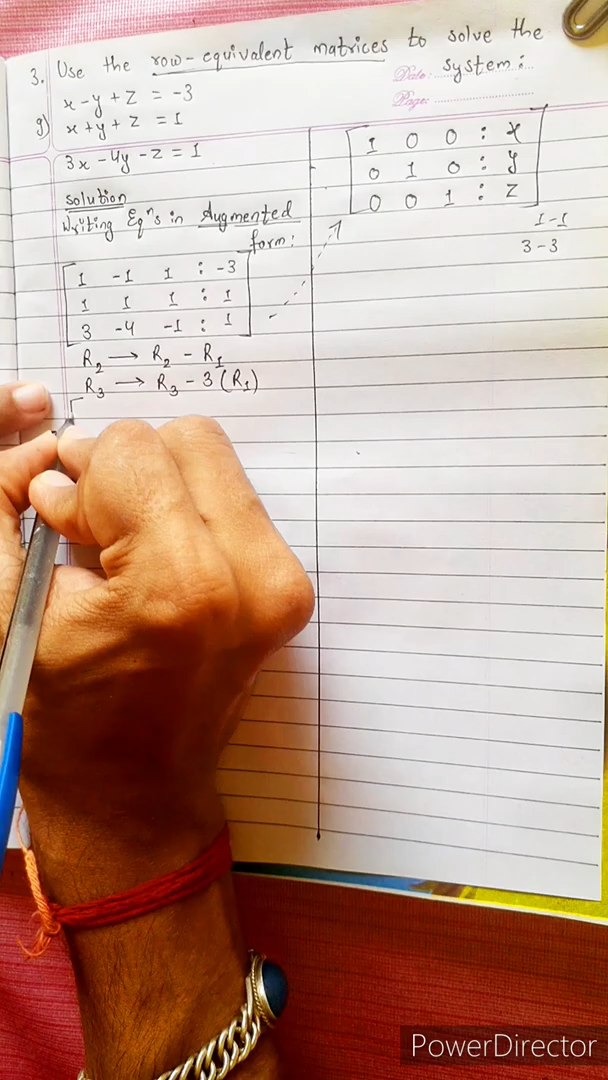 3. Use the row-equivalent matrices to solve the
system:
Date:
Page:
g) x - y + z = -3
x + y + z = 1
3x - 4y - z = 1
solution
Writing Eqⁿs in Augmented
form:
1 -1 1 : -3
1 1 1 : 1
3 -4 -1 : 1
R₂ → R₂ - R₁
R₃ → R₃ - 3(R₁)
1 0 0 : x
0 1 0 : y
0 0 1 : z
1-1
3-3
PowerDirector